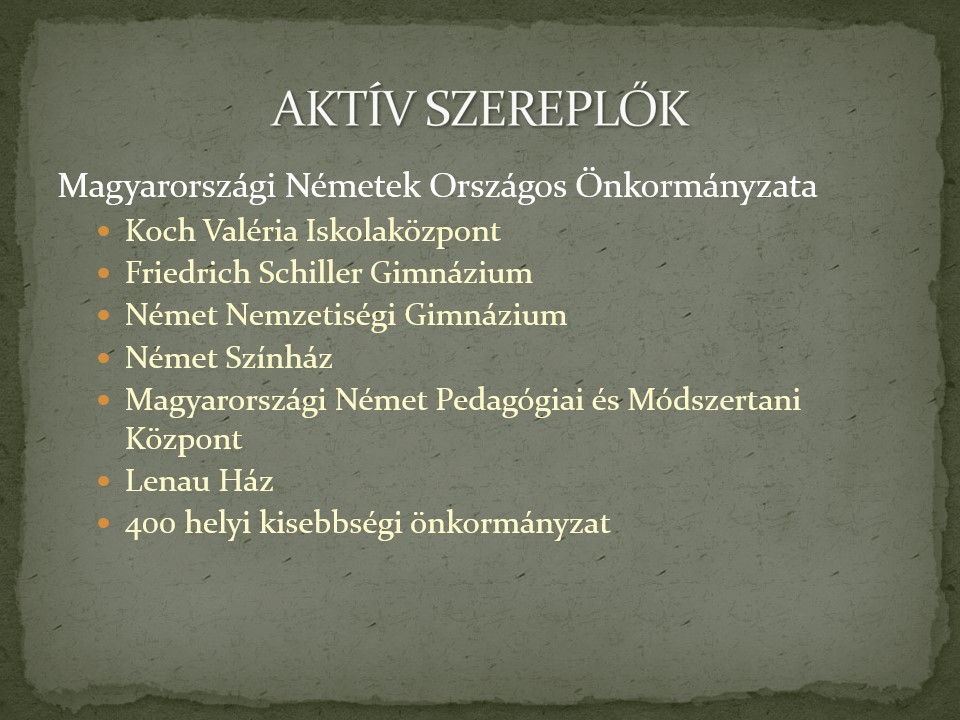 AKTÍV SZEREPLŐK
Magyarországi Németek Országos Önkormányzata
• Koch Valéria Iskolaközpont
• Friedrich Schiller Gimnázium
• Német Nemzetiségi Gimnázium
• Német Színház
• Magyarországi Német Pedagógiai és Módszertani
Központ
• Lenau Ház
• 400 helyi kisebbségi önkormányzat